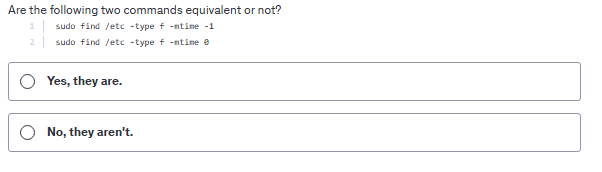 Are the following two commands equivalent or not?
1 sudo find /etc -type f -mtime -1
2 sudo find /etc -type f -mtime 0
Yes, they are.
No, they aren't.